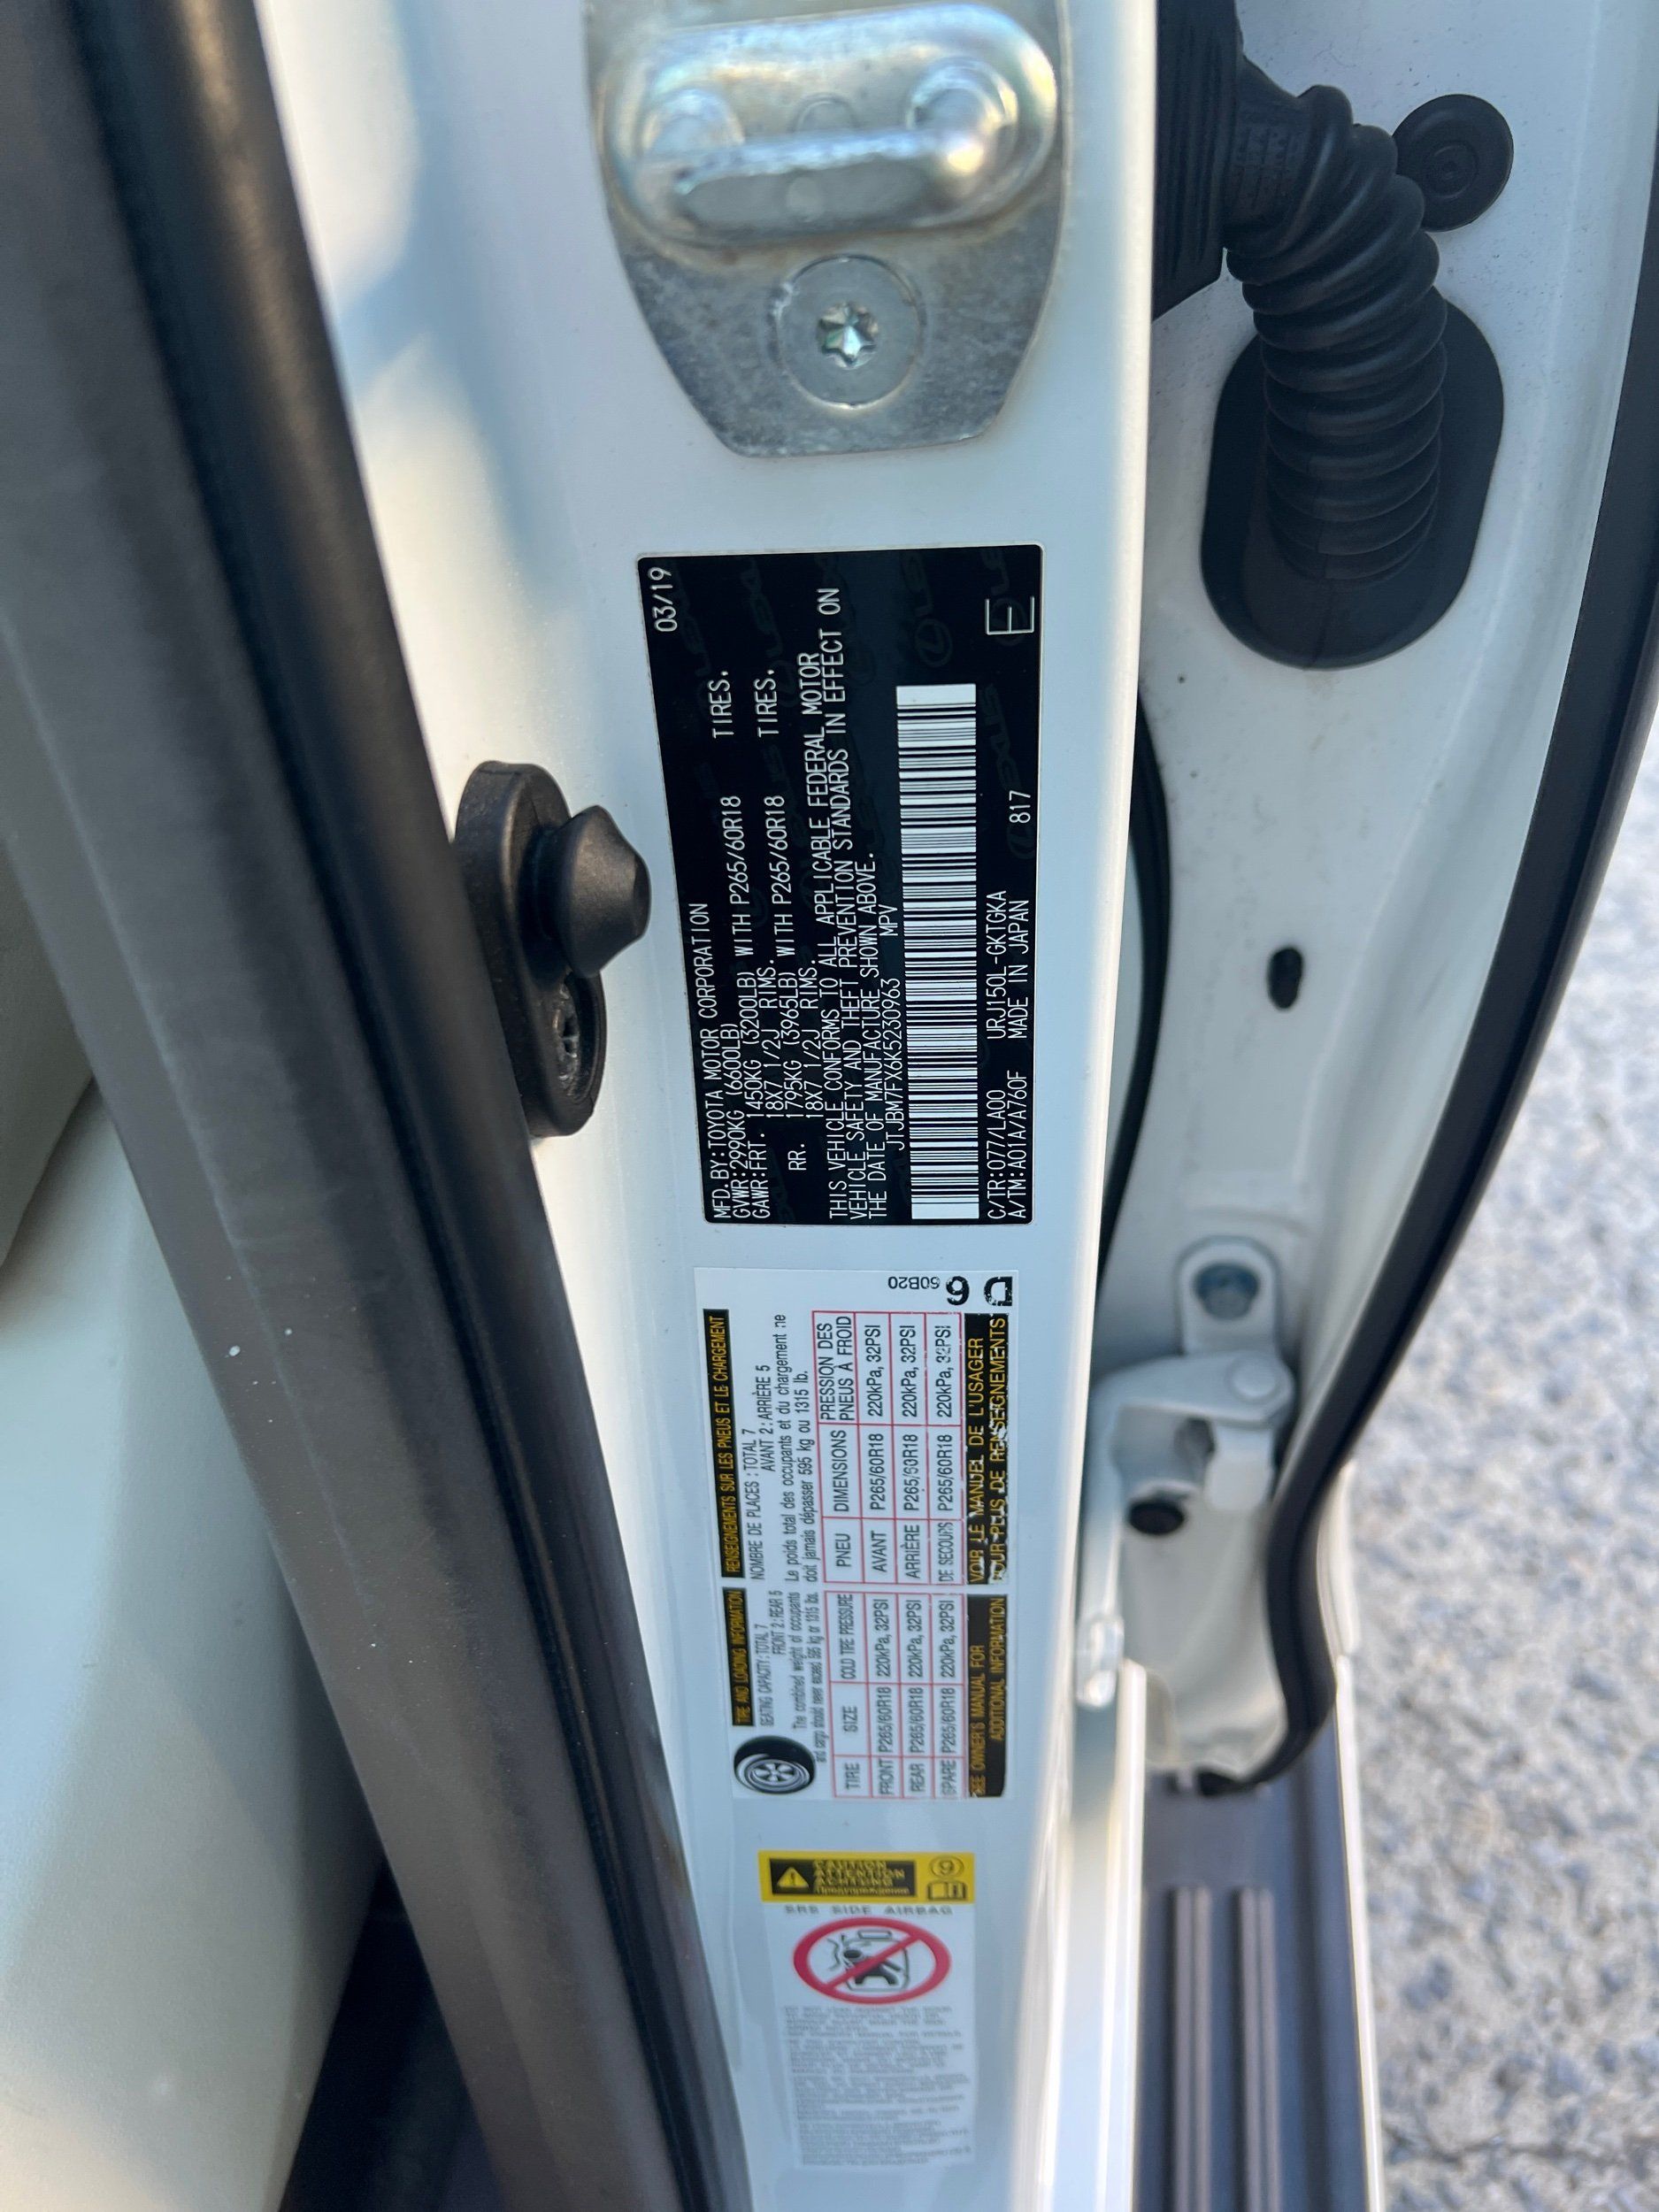 03/19
MFD.BY:TOYOTA MOTOR CORPORATION
GVWR:2990KG (6600LB)
GAWR:FRT. 1450KG (3200LB) WITH P265/60R18 TIRES.
18X7 1/2J RIMS.
RR. 1795KG (3965LB) WITH P265/60R18 TIRES.
18X7 1/2J RIMS.
THIS VEHICLE CONFORMS TO ALL APPLICABLE FEDERAL MOTOR
VEHICLE SAFETY AND THEFT PREVENTION STANDARDS IN EFFECT ON
THE DATE OF MANUFACTURE SHOWN ABOVE.
JTJBM7FX6K5230963 MPV
C/TR:077/LA00 URJ150L-GKTGKA 817 E
A/TM:A01A/A760F MADE IN JAPAN
TIRE AND LOADING INFORMATION
SEATING CAPACITY: TOTAL 7
FRONT 2: REAR 5
The combined weight of occupants
and cargo should never exceed 595 kg or 1315 lbs.
TIRE SIZE COLD TIRE PRESSURE
FRONT P265/60R18 220kPa, 32PSI
REAR P265/60R18 220kPa, 32PSI
SPARE P265/60R18 220kPa, 32PSI
SEE OWNER'S MANUAL FOR
ADDITIONAL INFORMATION
RENSEIGNEMENTS SUR LES PNEUS ET LE CHARGEMENT
NOMBRE DE PLACES : TOTAL 7
AVANT 2 : ARRIÈRE 5
Le poids total des occupants et du chargement ne
doit jamais dépasser 595 kg ou 1315 lb.
PNEU DIMENSIONS PRESSION DES
PNEUS À FROID
AVANT P265/60R18 220kPa, 32PSI
ARRIÈRE P265/60R18 220kPa, 32PSI
DE SECOURS P265/60R18 220kPa, 32PSI
VOIR LE MANUEL DE L'USAGER
POUR PLUS DE RENSEIGNEMENTS
60B20
6
D
CAUTION
ATTENTION
ACHTUNG
SRS SIDE AIRBAG